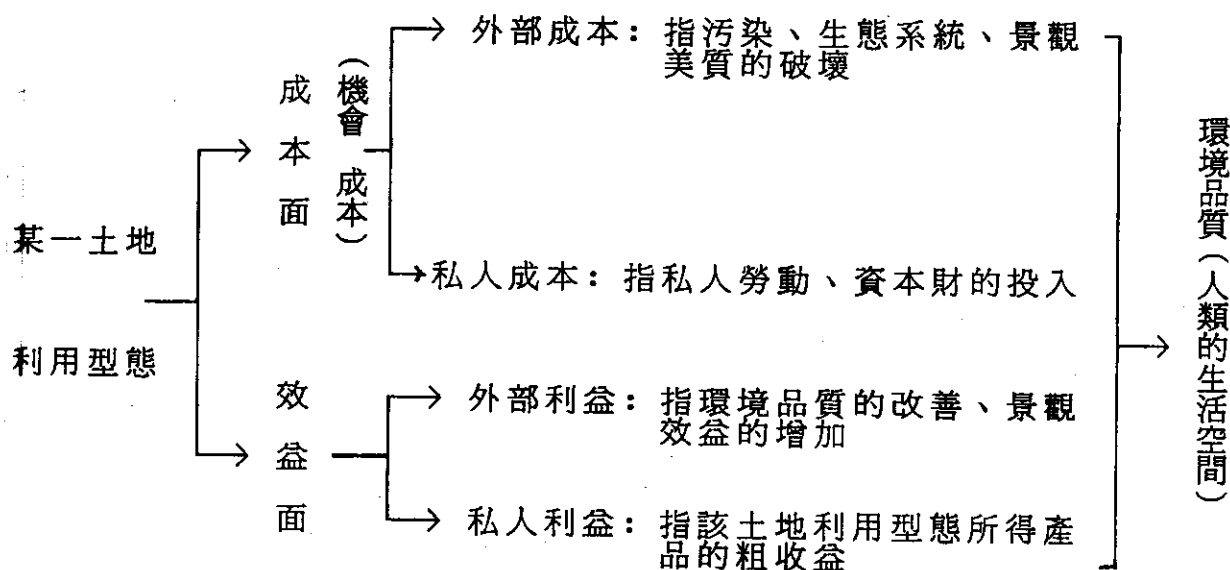 某一土地
利用型態
成本面
(機會 成本)
外部成本：指汚染、生態系統、景觀
美質的破壞
私人成本：指私人勞動、資本財的投入
效益面
外部利益：指環境品質的改善、景觀
效益的增加
私人利益：指該土地利用型態所得產
品的粗收益
環境品質(人類的生活空間)